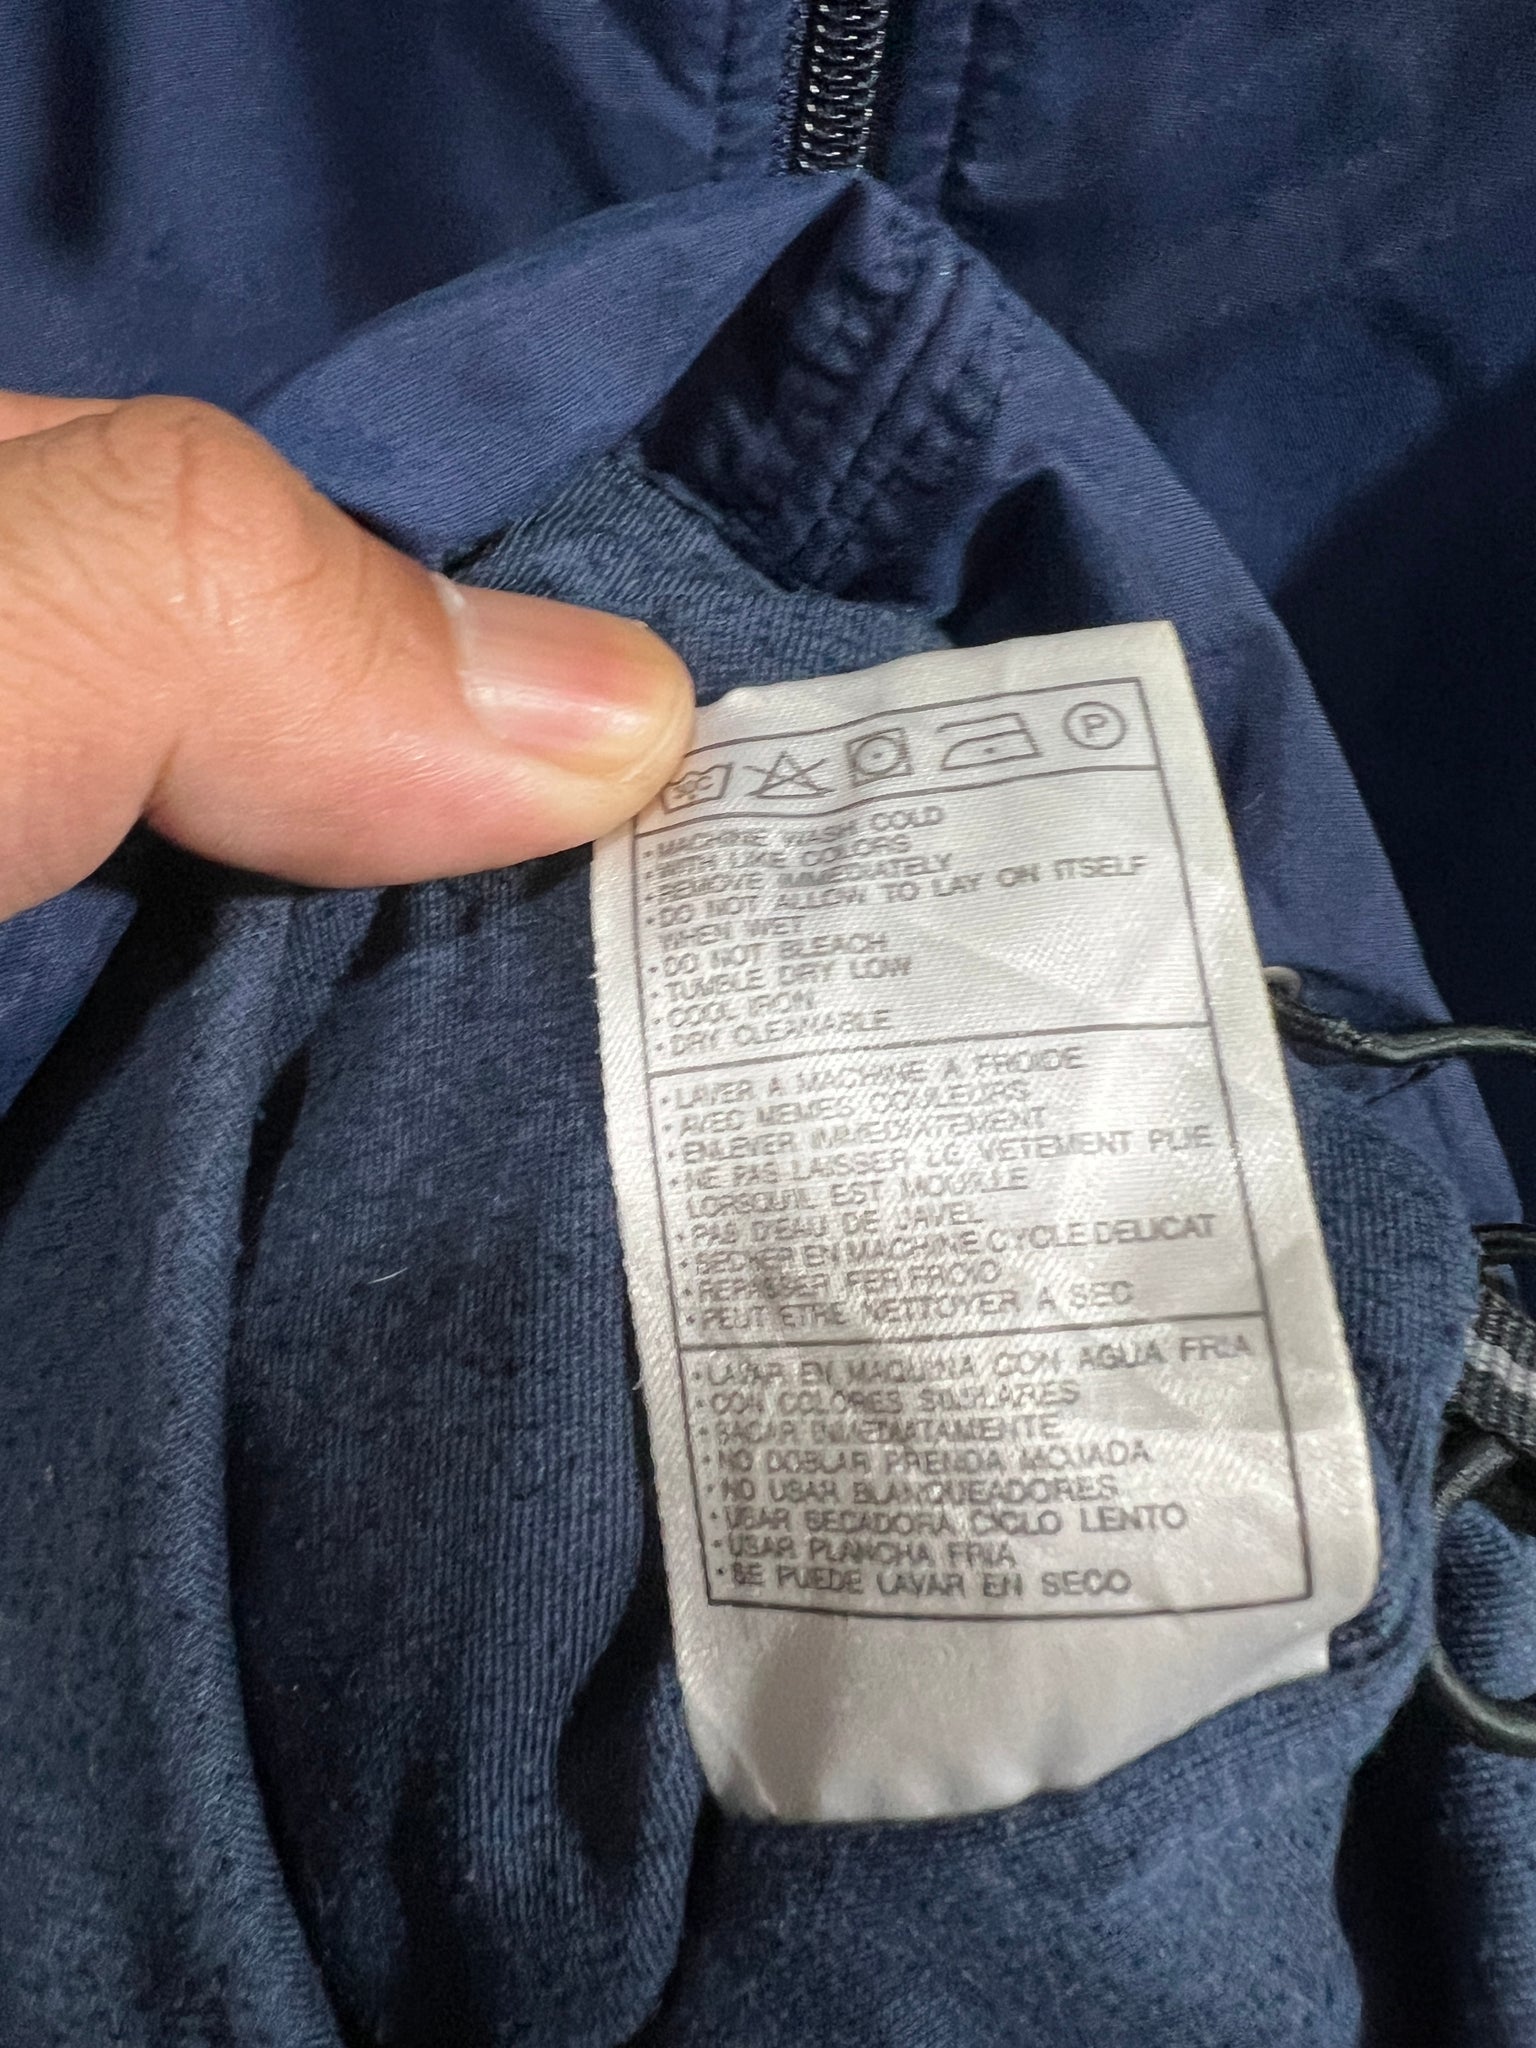 P
• MACHINE WASH COLD
• WITH LIKE COLORS
• REMOVE IMMEDIATELY
• DO NOT ALLOW TO LAY ON ITSELF
WHEN WET
• DO NOT BLEACH
• TUMBLE DRY LOW
• COOL IRON
• DRY CLEANABLE
• LAVER A MACHINE A FROIDE
• AVEC MEMES COULEURS
• ENLEVER IMMEDIATEMENT
• NE PAS LAISSER LE VETEMENT PLIE
LORSQU'IL EST MOUILLE
• PAS D'EAU DE JAVEL
• SECHER EN MACHINE CYCLE DELICAT
• REPASSER FER FROID
• PEUT ETRE NETTOYER A SEC
• LAVAR EN MAQUINA CON AGUA FRIA
• CON COLORES SIMILARES
• SACAR INMEDIATAMENTE
• NO DOBLAR PRENDA MOJADA
• NO USAR BLANQUEADORES
• USAR SECADORA CICLO LENTO
• USAR PLANCHA FRIA
• SE PUEDE LAVAR EN SECO